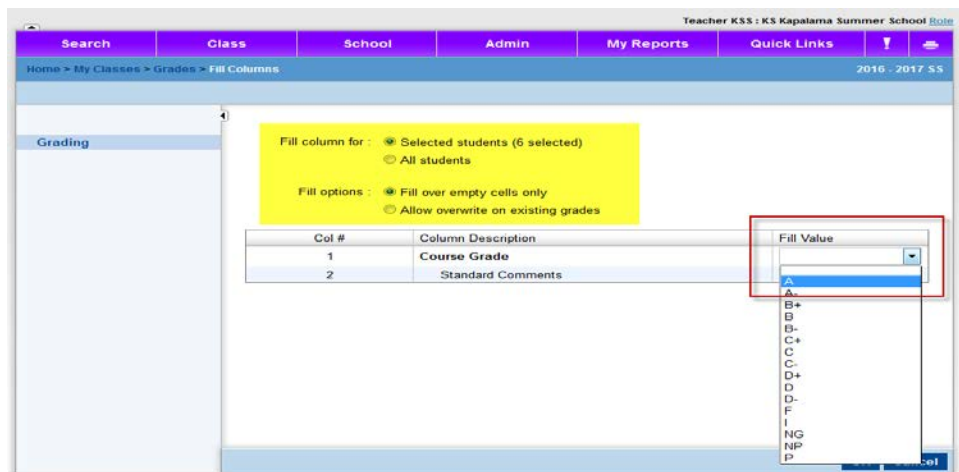 Teacher KSS : KS Kapalama Summer School Role
Search Class School Admin My Reports Quick Links
Home > My Classes > Grades > Fill Columns 2016 - 2017 SS
Grading
Fill column for : Selected students (6 selected)
All students
Fill options : Fill over empty cells only
Allow overwrite on existing grades
Col # Column Description Fill Value
1 Course Grade
2 Standard Comments
A
A-
B+
B
B-
C+
C
C-
D+
D
D-
F
I
NG
NP
P